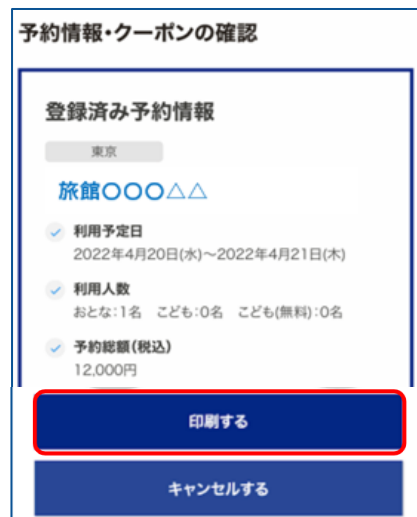 予約情報・クーポンの確認
登録済み予約情報
東京
旅館〇〇〇△△
利用予定日
2022年4月20日(水)～2022年4月21日(木)
利用人数
おとな：1名 こども：0名 こども(無料)：0名
予約総額(税込)
12,000円
印刷する
キャンセルする